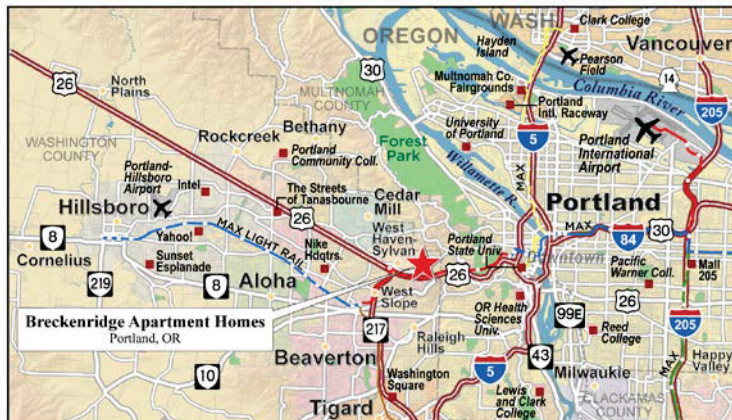 WASH.
OREGON
Clark College
Hayden
Island
Vancouver
Pearson
Field
30
26
North
Plains
MULTNOMAH
COUNTY
Multnomah Co.
Fairgrounds
14
Columbia River
205
Portland
Intl. Raceway
5
Bethany
Rockcreek
WASHINGTON
COUNTY
Portland
Community Coll.
Forest
Park
University
of Portland
MAX
Portland
International
Airport
Willamette R.
Portland-
Hillsboro
Airport
Intel
The Streets
of Tanasbourne
Cedar
Mill
Portland
Hillsboro
26
West
Haven-
Sylvan
Portland
State Univ.
MAX
30
84
8
Yahoo!
MAX LIGHT RAIL
Nike
Hdqtrs.
Downtown
Cornelius
Sunset
Esplanade
26
Pacific
Warner Coll.
Mall
205
219
8
Aloha
West
Slope
OR Health
Sciences
Univ.
99E
26
Breckenridge Apartment Homes
Portland, OR
217
Raleigh
Hills
Reed
College
205
Beaverton
43
Happy
Valley
10
Washington
Square
5
Milwaukie
MAX
Tigard
Lewis
and Clark
College
CLACKAMAS
COUNTY